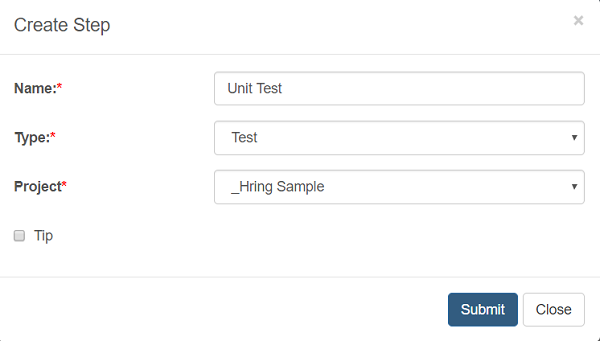 Create Step ×
Name:* Unit Test
Type:* Test
Project* _Hring Sample
Tip
Submit Close